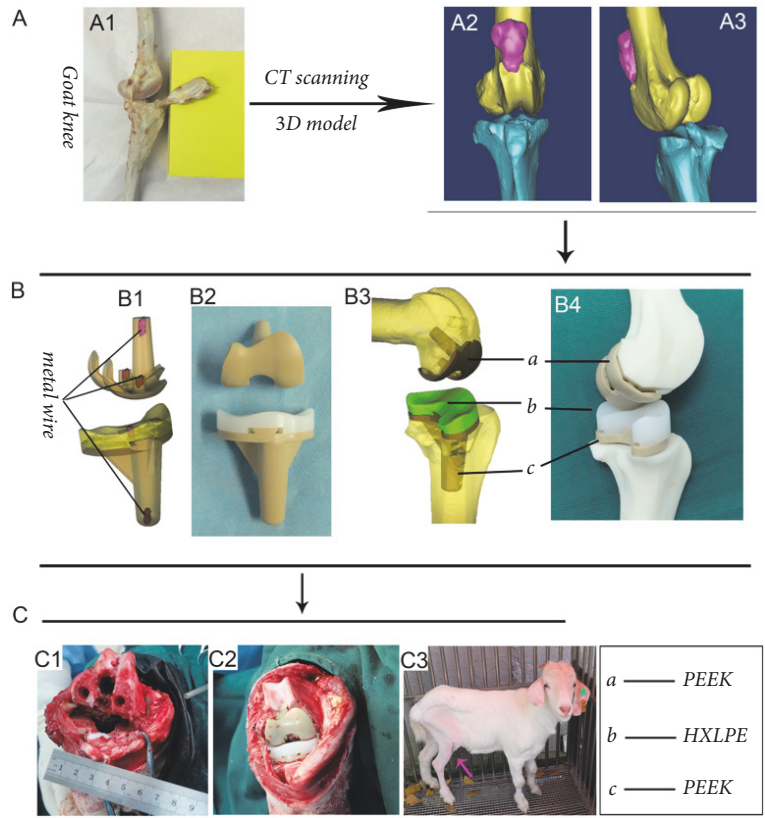 A
A1
A2
A3
Goat knee
CT scanning
3D model
B
B1
B2
B3
B4
metal wire
a
b
c
C
C1
C2
C3
1 2 3 4 5 6 7 8 9
a PEEK
b HXLPE
c PEEK